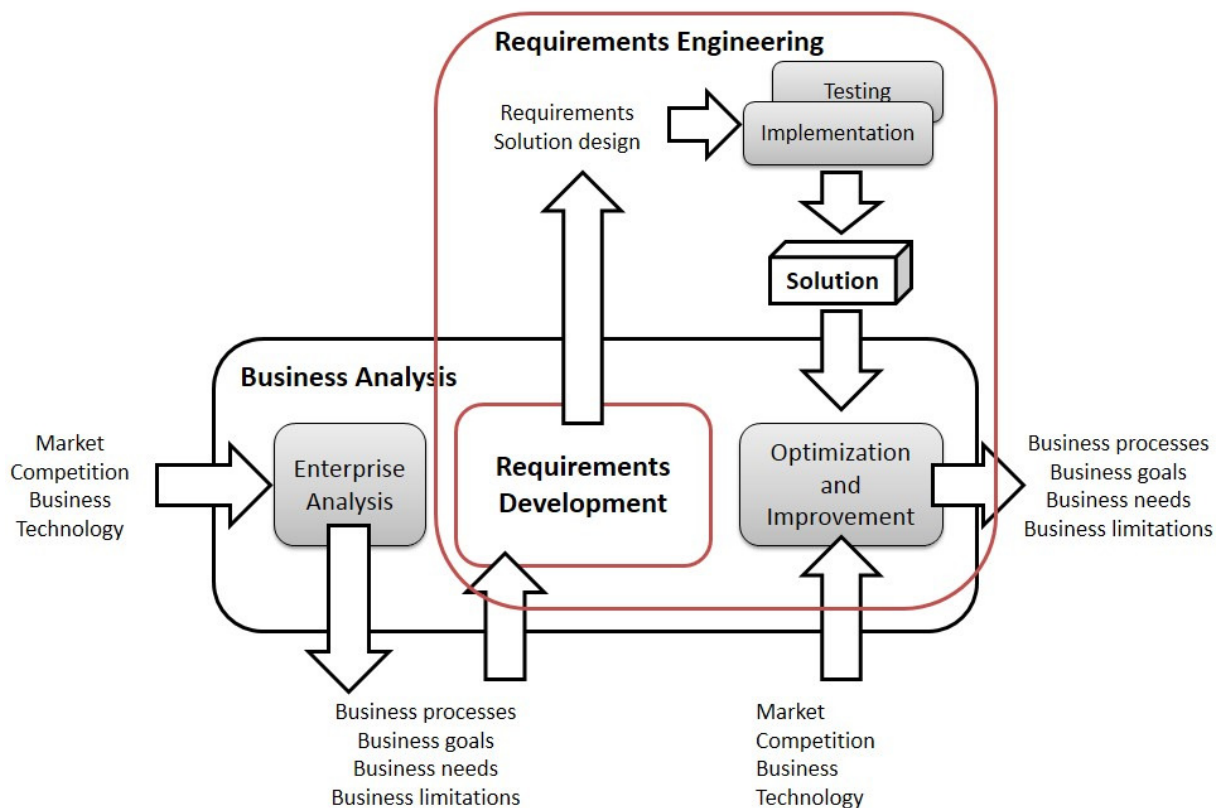 Requirements Engineering
Testing
Requirements
Solution design
Implementation
Solution
Business Analysis
Market
Competition
Business
Technology
Enterprise
Analysis
Requirements
Development
Optimization
and
Improvement
Business processes
Business goals
Business needs
Business limitations
Business processes
Business goals
Business needs
Business limitations
Market
Competition
Business
Technology